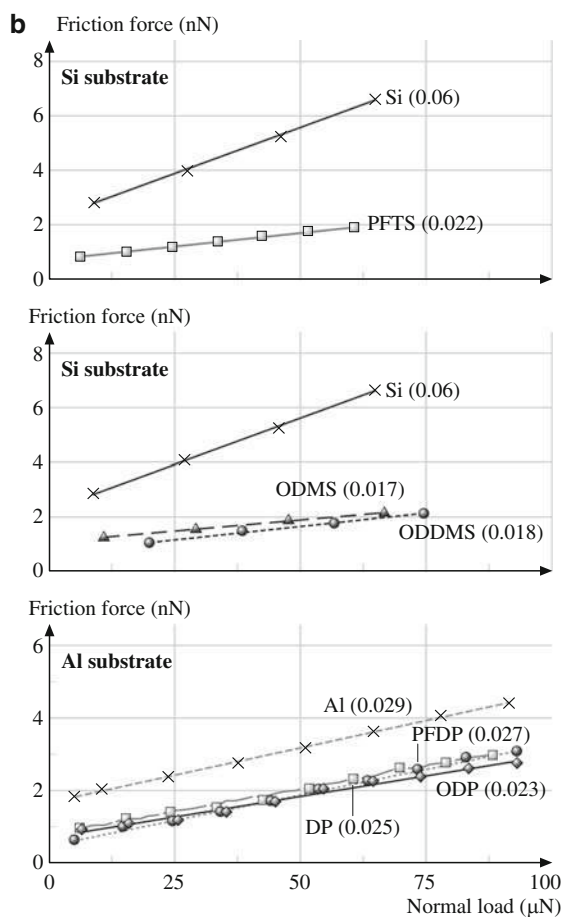 b
Friction force (nN)
8
Si substrate
6
Si (0.06)
4
2
PFTS (0.022)
0
Friction force (nN)
8
Si substrate
6
Si (0.06)
4
ODMS (0.017)
2
ODDMS (0.018)
0
Friction force (nN)
6
Al substrate
Al (0.029)
4
PFDP (0.027)
2
ODP (0.023)
DP (0.025)
0
0 25 50 75 100
Normal load (μN)